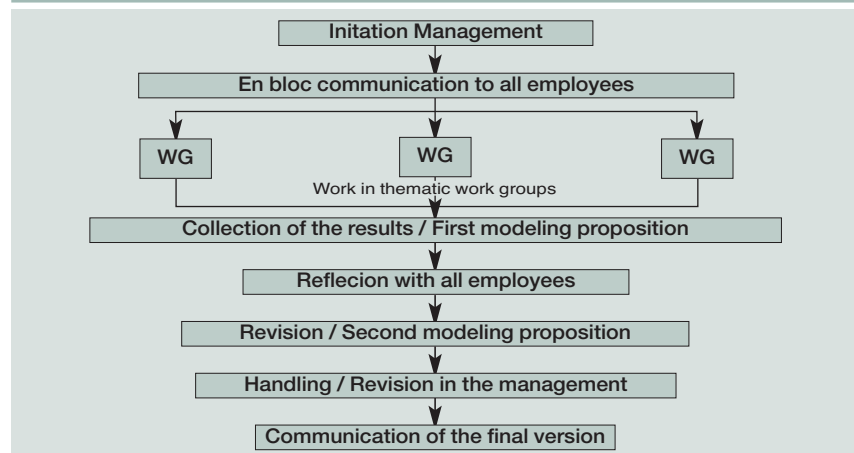 Initation Management
En bloc communication to all employees
WG
WG
WG
Work in thematic work groups
Collection of the results / First modeling proposition
Reflecion with all employees
Revision / Second modeling proposition
Handling / Revision in the management
Communication of the final version